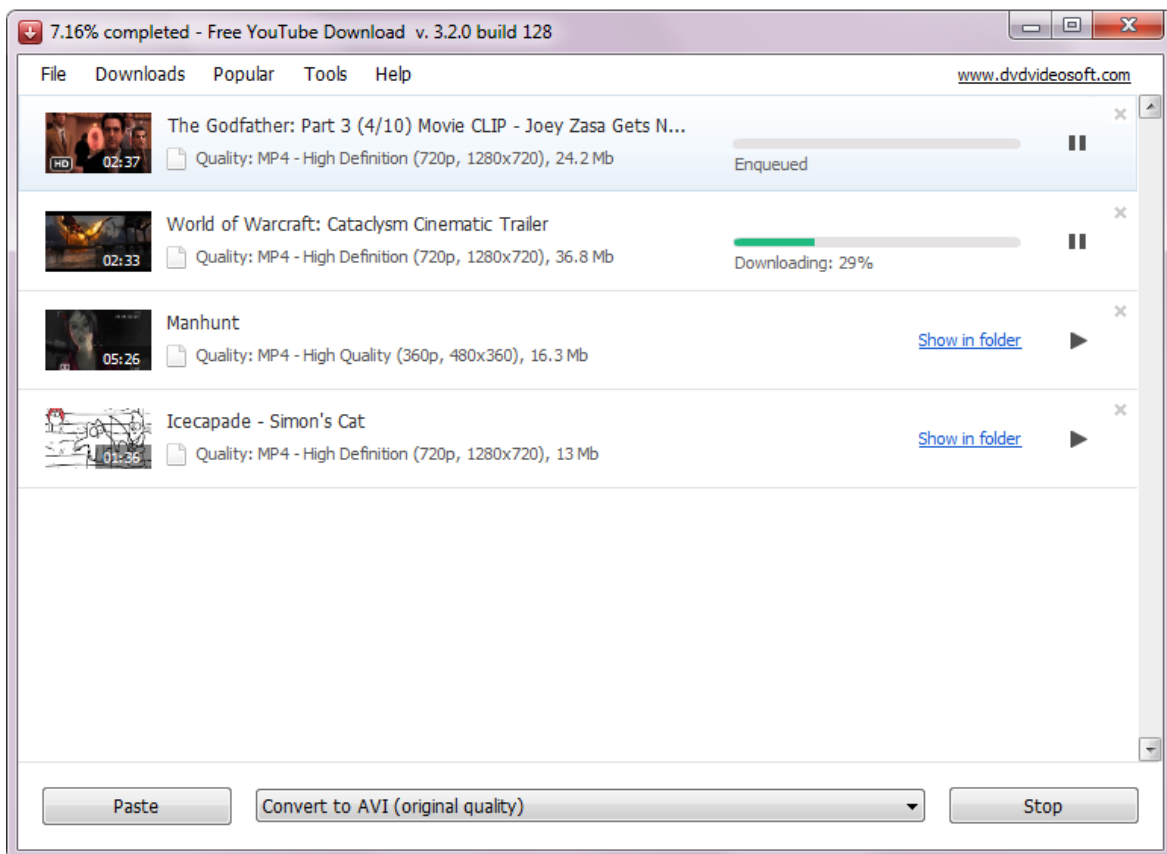 7.16% completed - Free YouTube Download v. 3.2.0 build 128
File Downloads Popular Tools Help www.dvdvideosoft.com
The Godfather: Part 3 (4/10) Movie CLIP - Joey Zasa Gets N...
HD 02:37
Quality: MP4 - High Definition (720p, 1280x720), 24.2 Mb
Enqueued
World of Warcraft: Cataclysm Cinematic Trailer
02:33
Quality: MP4 - High Definition (720p, 1280x720), 36.8 Mb
Downloading: 29%
Manhunt
05:26
Quality: MP4 - High Quality (360p, 480x360), 16.3 Mb
Show in folder
Icecapade - Simon's Cat
01:36
Quality: MP4 - High Definition (720p, 1280x720), 13 Mb
Show in folder
Paste Convert to AVI (original quality) Stop